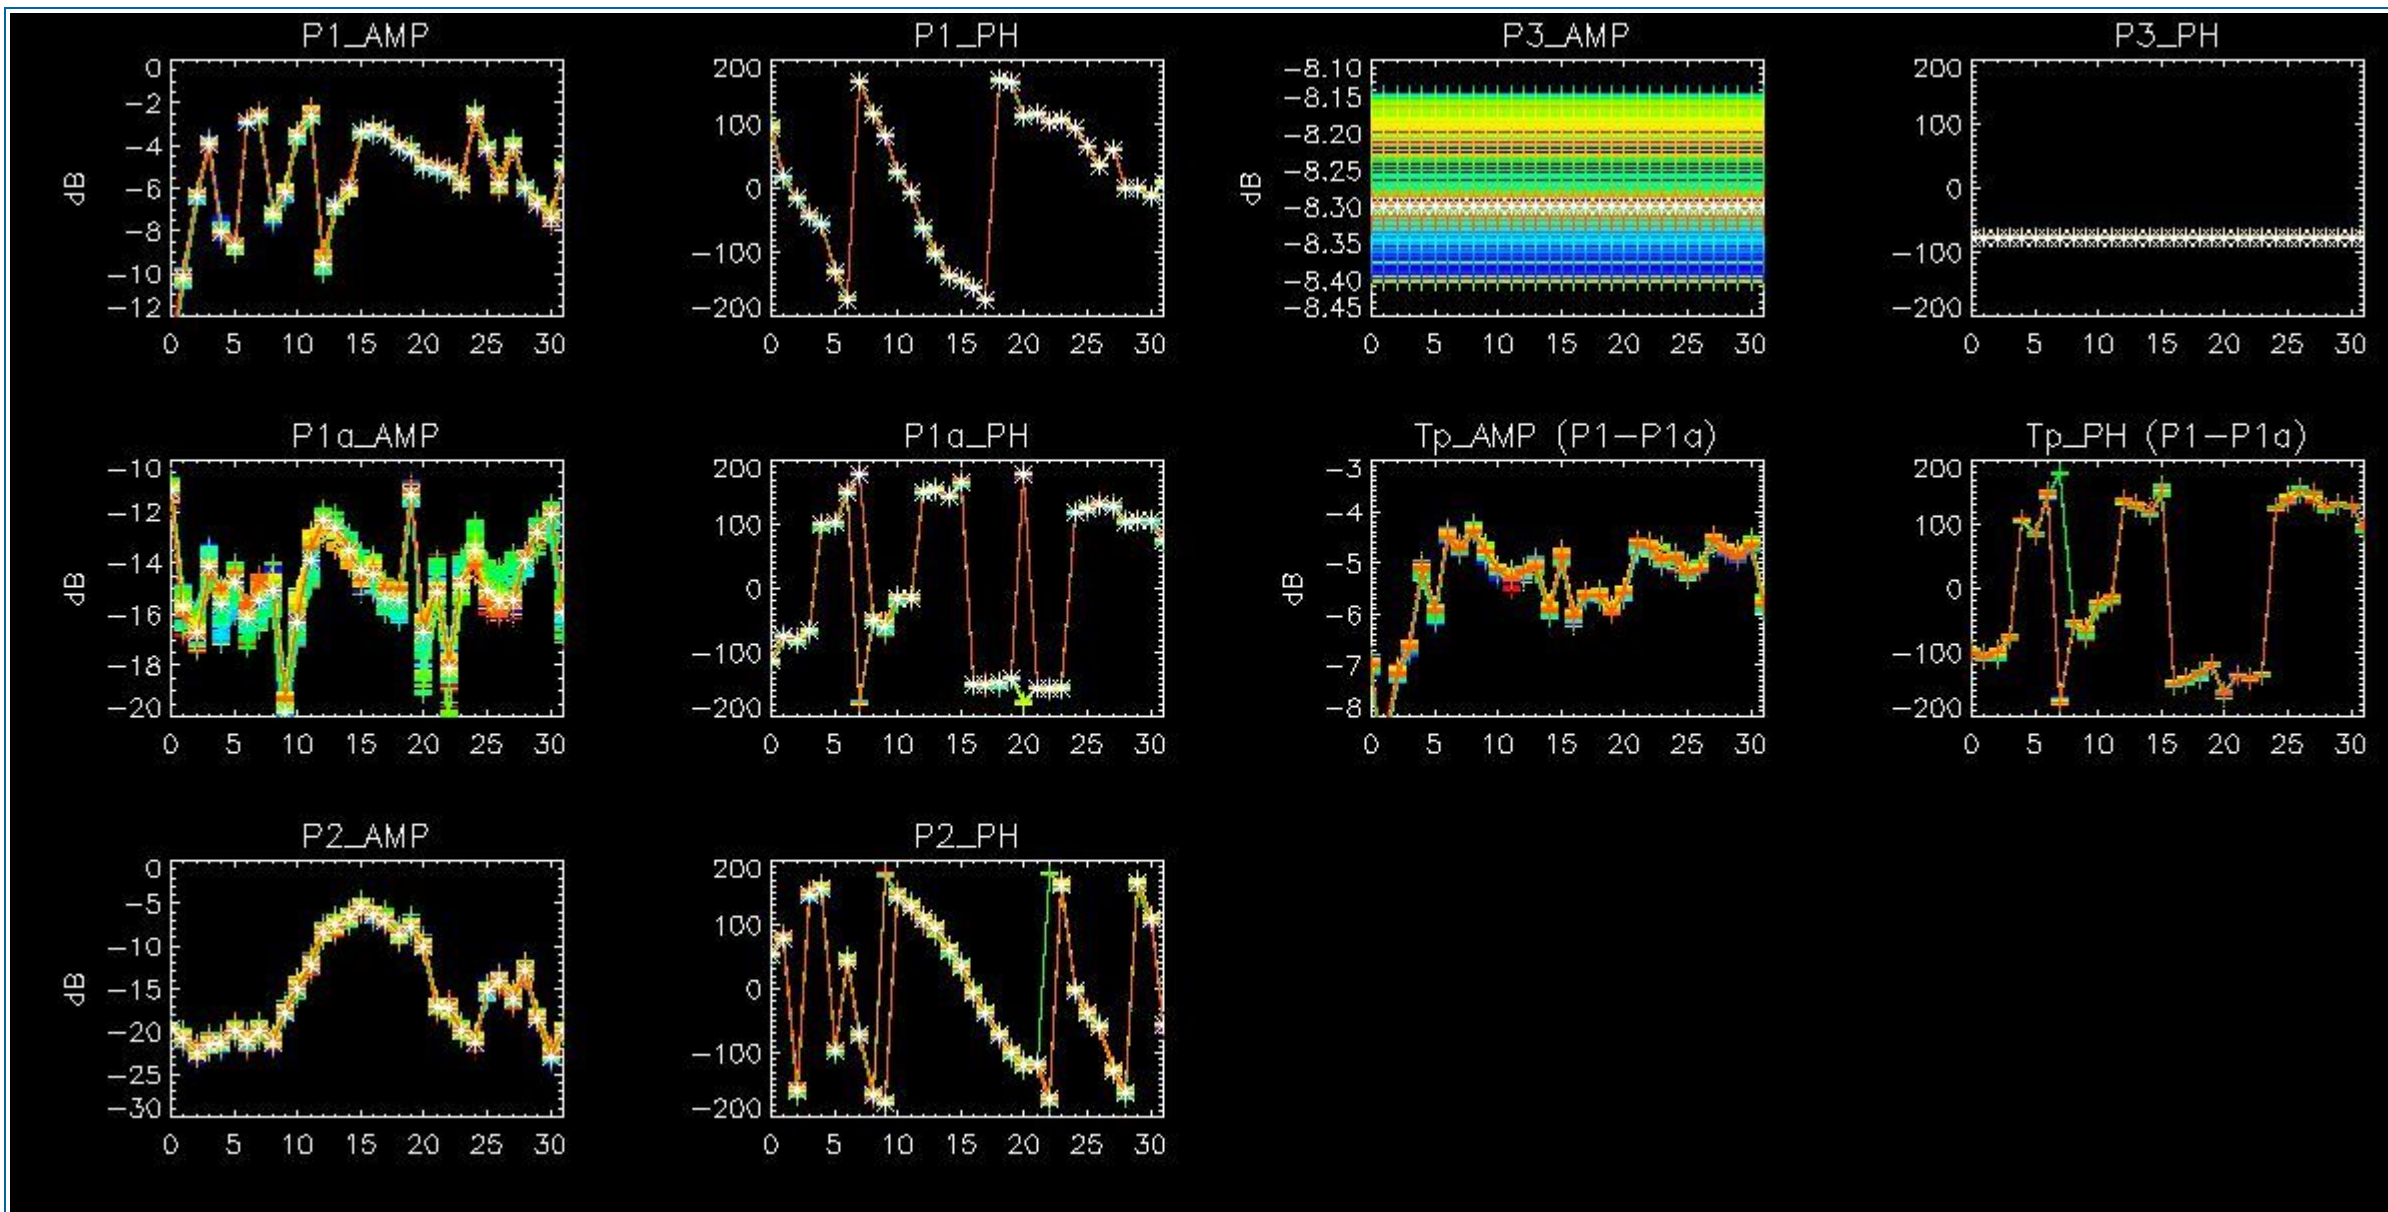 P1_AMP
0
−2
−4
−6
−8
−10
−12
dB
0 5 10 15 20 25 30
P1_PH
200
100
0
−100
−200
0 5 10 15 20 25 30
P3_AMP
−8.10
−8.15
−8.20
−8.25
−8.30
−8.35
−8.40
−8.45
dB
0 5 10 15 20 25 30
P3_PH
200
100
0
−100
−200
0 5 10 15 20 25 30
P1a_AMP
−10
−12
−14
−16
−18
−20
dB
0 5 10 15 20 25 30
P1a_PH
200
100
0
−100
−200
0 5 10 15 20 25 30
Tp_AMP (P1−P1a)
−3
−4
−5
−6
−7
−8
dB
0 5 10 15 20 25 30
Tp_PH (P1−P1a)
200
100
0
−100
−200
0 5 10 15 20 25 30
P2_AMP
0
−5
−10
−15
−20
−25
−30
dB
0 5 10 15 20 25 30
P2_PH
200
100
0
−100
−200
0 5 10 15 20 25 30